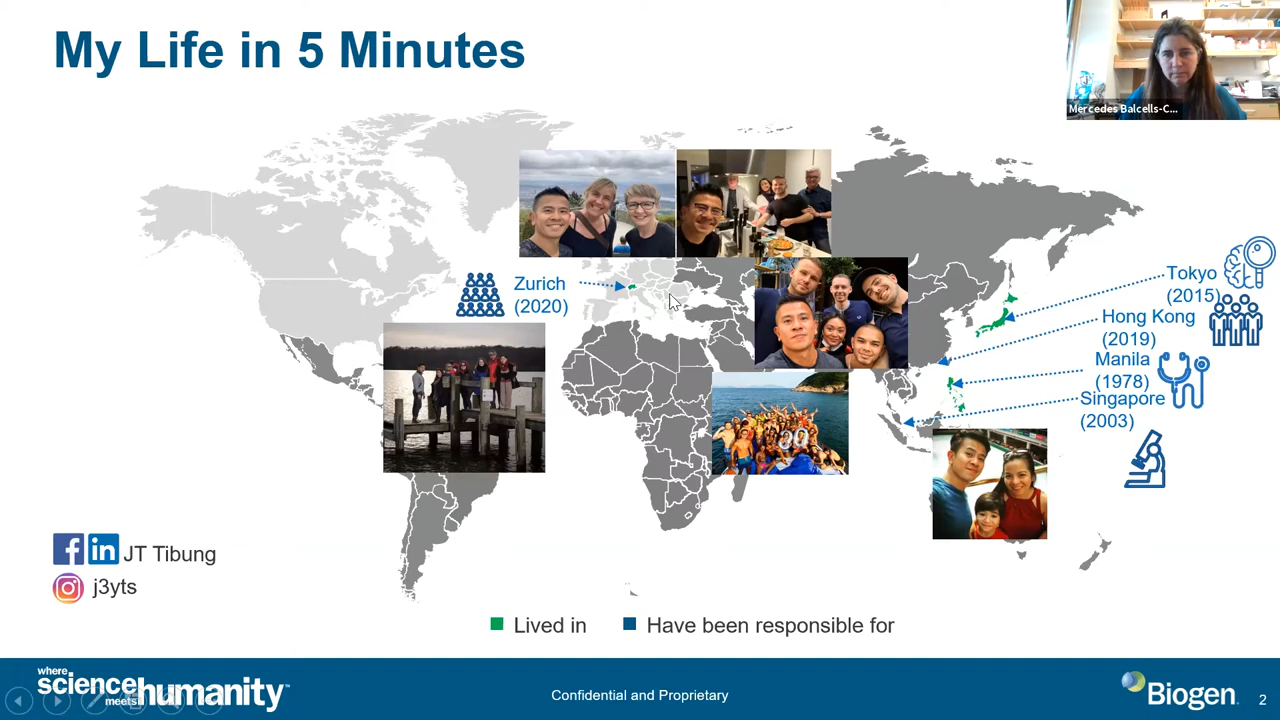 My Life in 5 Minutes
Mercedes Balcells-C...
Zurich
(2020)
Tokyo
(2015)
Hong Kong
(2019)
Manila
(1978)
Singapore
(2003)
JT Tibung
j3yts
Lived in
Have been responsible for
where
science
meets
humanity™
Confidential and Proprietary
Biogen
2